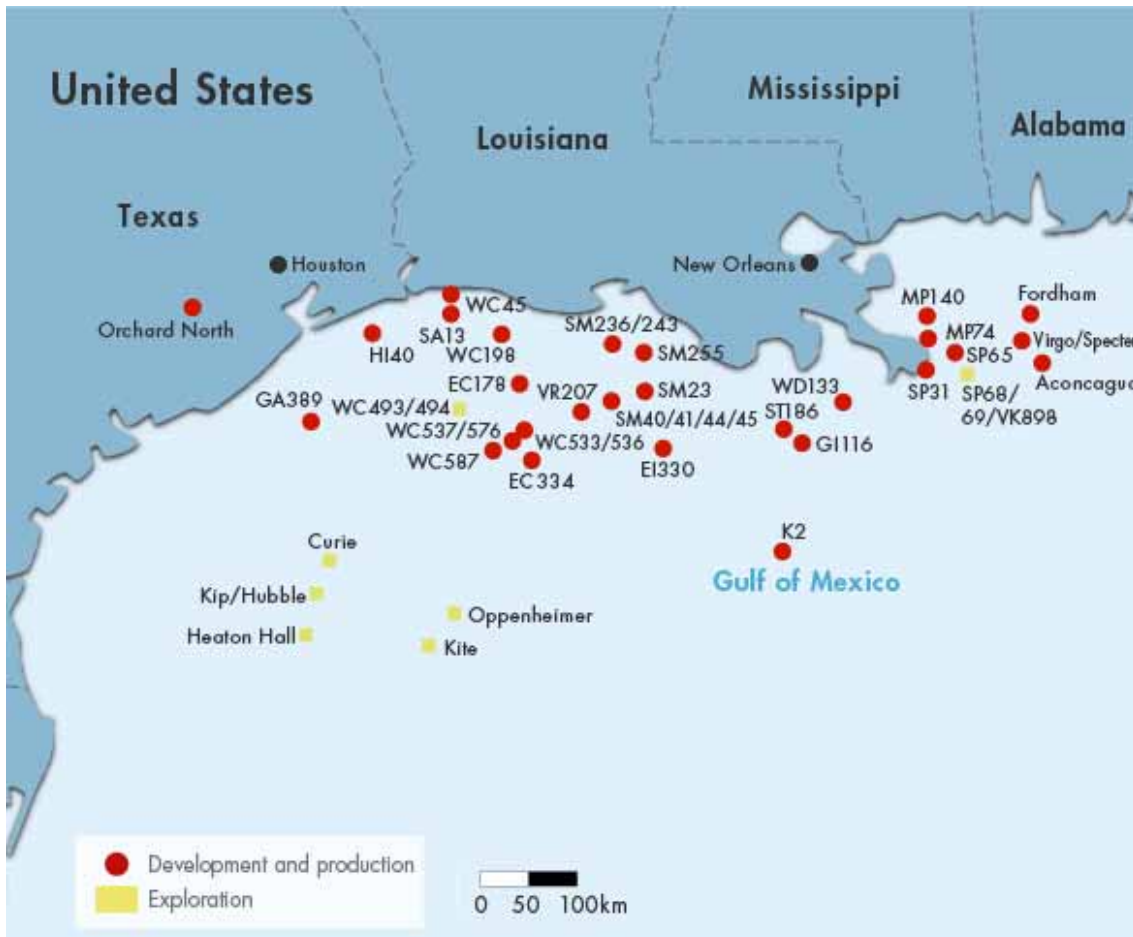 United States
Mississippi
Alabama
Louisiana
Texas
Houston
New Orleans
Orchard North
WC45
SA13
HI40
WC198
SM236/243
SM255
MP140
Fordham
MP74
Virgo/Specter
SP65
SP31
SP68/
69/VK898
Aconcagua
EC178
VR207
SM23
WD133
GA389
WC493/494
SM40/41/44/45
ST186
WC537/576
WC533/536
GI116
WC587
EC334
EI330
K2
Gulf of Mexico
Curie
Kip/Hubble
Oppenheimer
Heaton Hall
Kite
Development and production
Exploration
0 50 100km